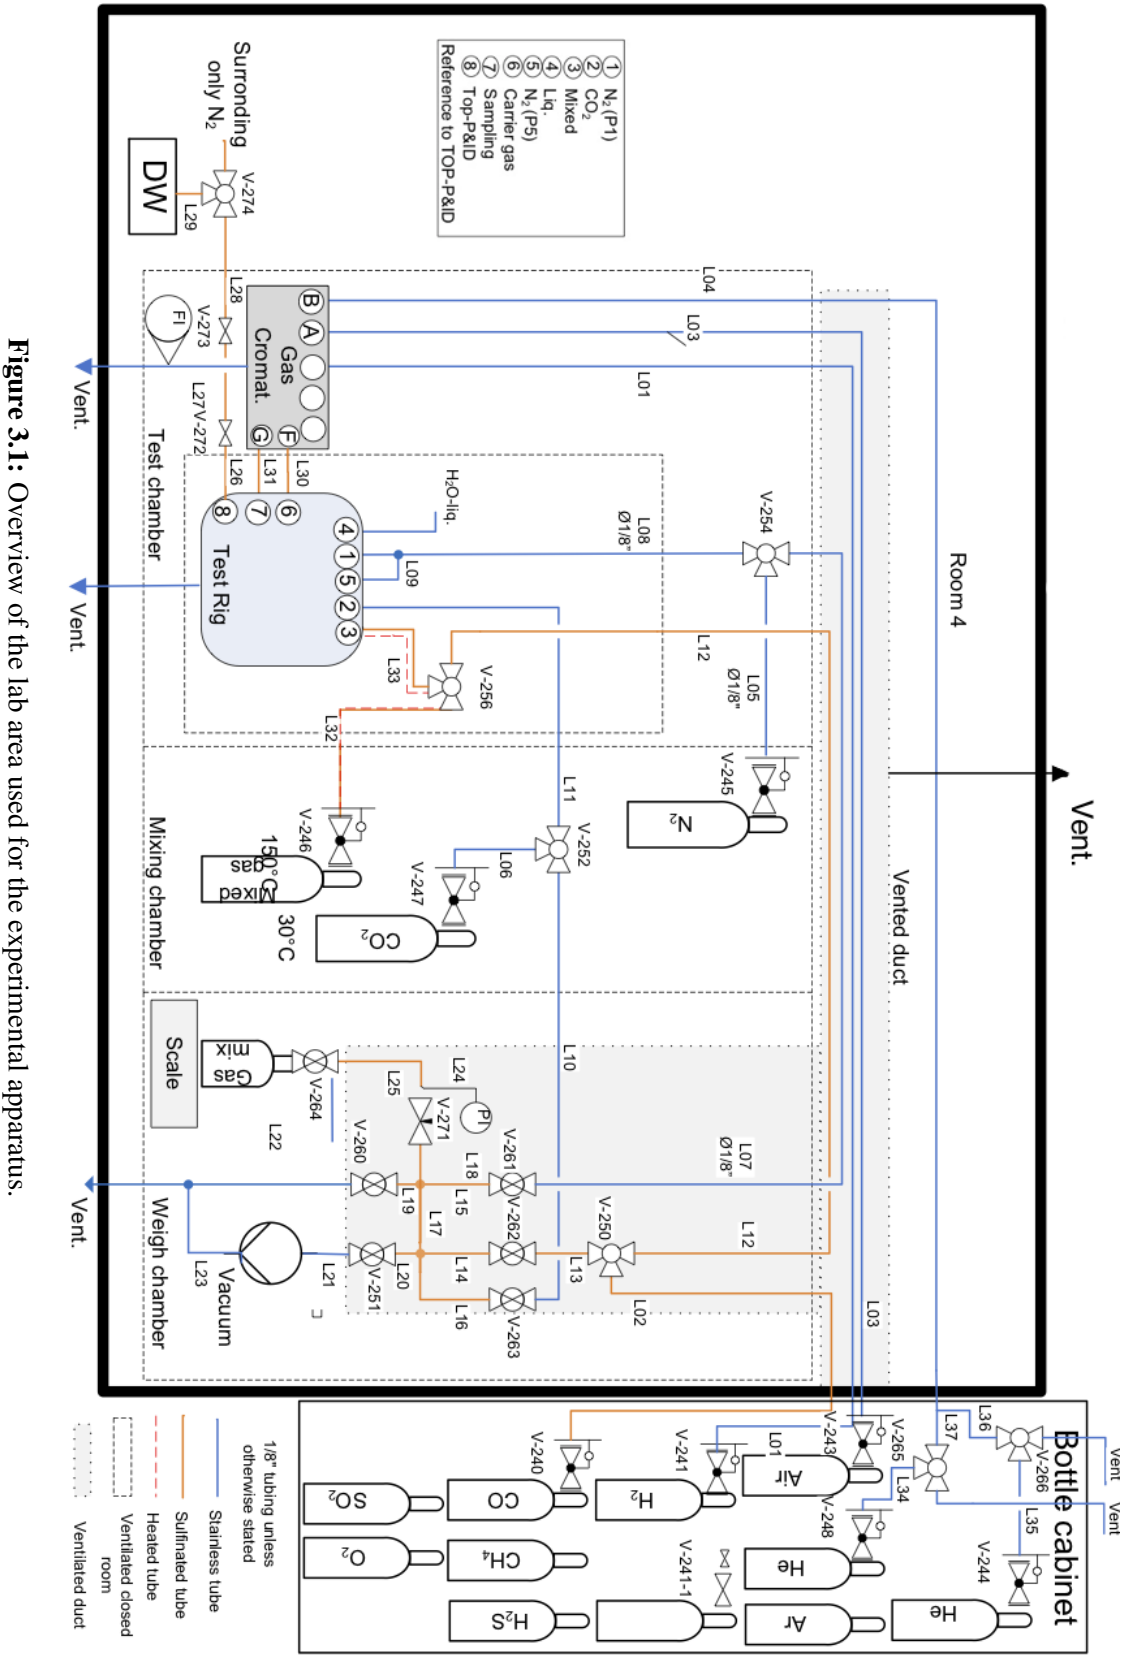 Surronding
only N₂
DW
V-274
L29
① N₂ (P1)
② CO₂
③ Mixed
④ Liq.
⑤ N₂ (P5)
⑥ Carrier gas
⑦ Sampling
⑧ Top-P&ID
Reference to TOP-P&ID
L28
V-273
FI
L27
V-272
L26
Vent.
Test chamber
B
A
Gas
Cromat.
G
F
L31
L30
L04
L03
L01
H₂O-liq.
8
7
6
4
1
5
2
3
Test Rig
Vent.
L09
L08
Ø1/8"
V-254
L05
Ø1/8"
L12
L33
V-256
L32
Room 4
Vent.
Vented duct
V-245
N₂
L11
V-252
L06
V-247
CO₂
30°C
V-246
150°C
Mixed
gas
Mixing chamber
L10
Scale
Gas
mix
V-264
L22
L25
L24
PI
V-271
V-260
V-261
L18
L15
L19
L17
L07
Ø1/8"
V-262
V-250
L12
L14
L13
L20
V-251
L21
L16
V-263
L02
L03
L23
Vacuum
Vent.
Weigh chamber
Bottle cabinet
Vent
Vent
L36
L37
V-266
V-265
V-243
L34
L35
V-244
V-248
L01
V-241
V-240
V-241-1
Air
H₂
CO
SO₂
He
CH₄
O₂
He
Ar
H₂S
1/8" tubing unless
otherwise stated
Stainless tube
Sulfinated tube
Heated tube
Ventilated closed
room
Ventilated duct
Figure 3.1: Overview of the lab area used for the experimental apparatus.